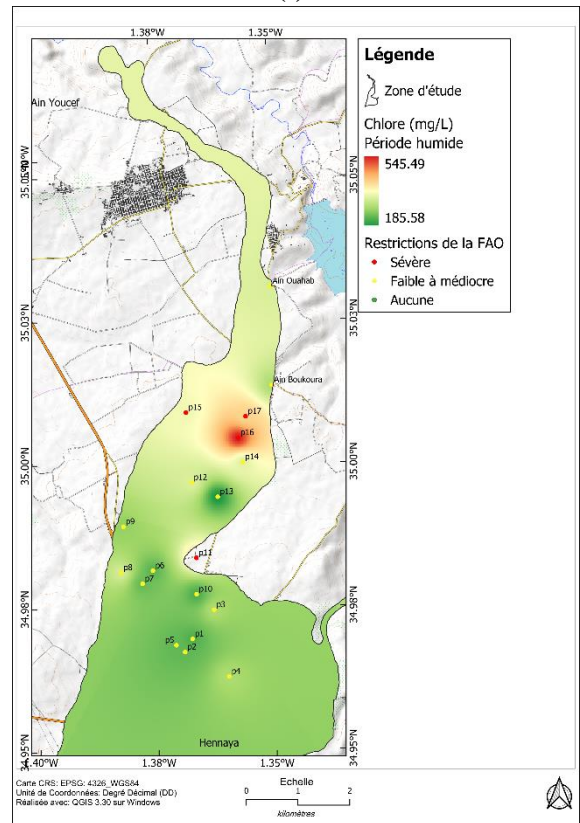 1.38°W 1.35°W
Légende
Zone d'étude
Chlore (mg/L)
Période humide
545.49
185.58
Restrictions de la FAO
Sévère
Faible à médiocre
Aucune
Ain Youcef
35.05°N 35.05°N
Ain Ouahab
35.03°N 35.03°N
Ain Boukoura
p15 p17
p16
p14
35.00°N 35.00°N
p12
p13
p9
p11
p8 p6
p7
p10
p3
34.98°N 34.98°N
p1
p5
p2
p4
Hennaya
34.95°N 34.95°N
1.40°W 1.38°W 1.35°W
Carte CRS: EPSG: 4326_WGS84
Unité de Coordonnées: Degré Décimal (DD)
Réalisée avec: QGIS 3.30 sur Windows
Echelle
0 1 2
kilomètres